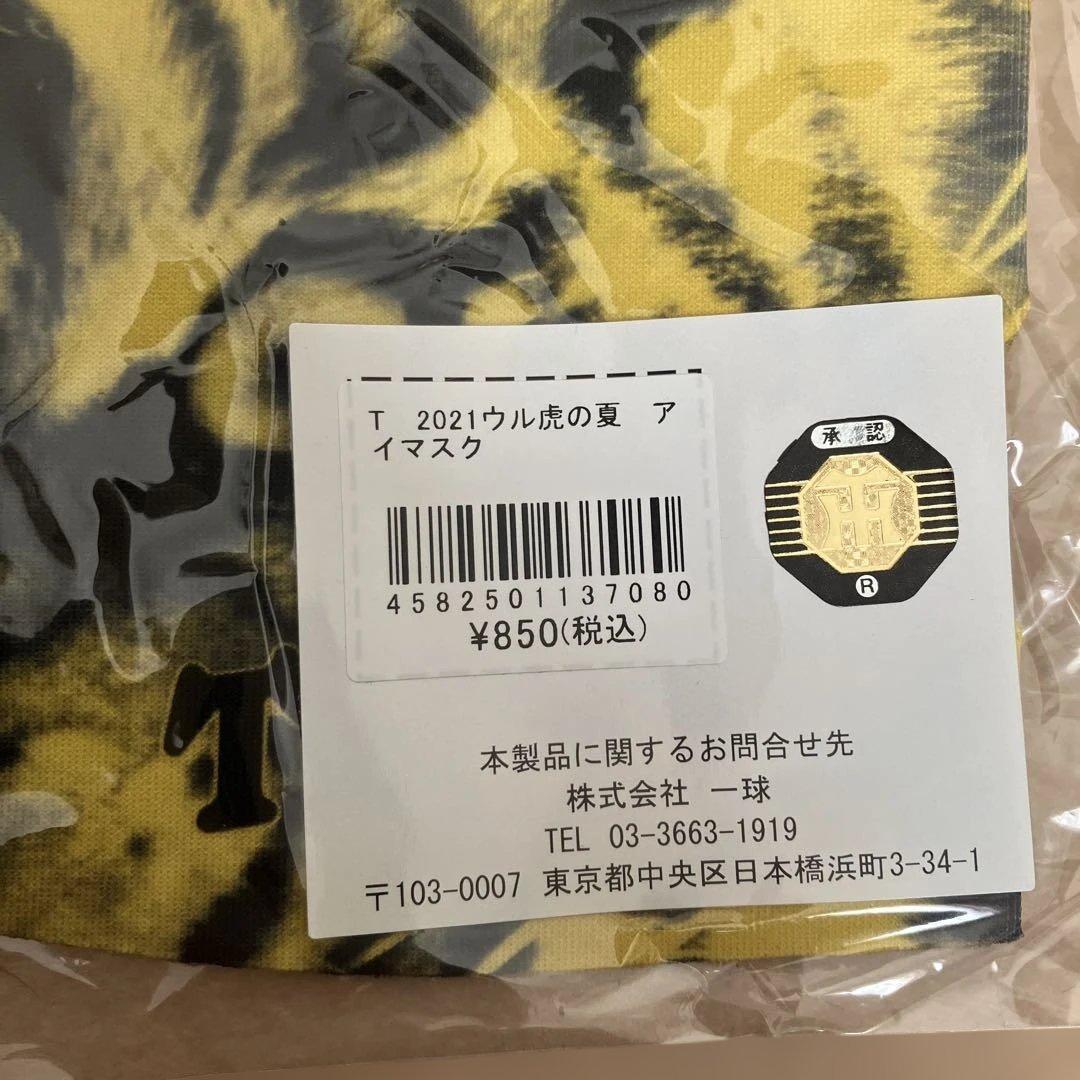 T 2021ウル虎の夏 ア
イマスク
4582501137080
¥850(税込)
承認
R
本製品に関するお問合せ先
株式会社 一球
TEL 03-3663-1919
〒103-0007 東京都中央区日本橋浜町3-34-1